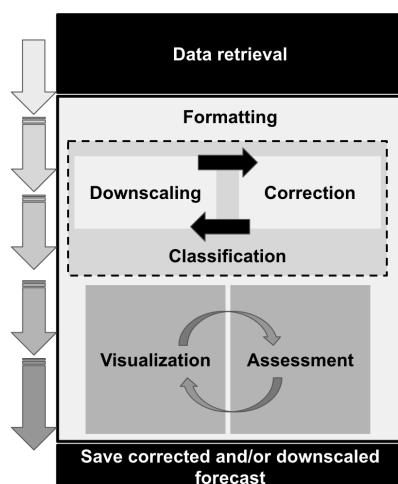 Data retrieval
Formatting
Downscaling
Correction
Classification
Visualization
Assessment
Save corrected and/or downscaled
forecast